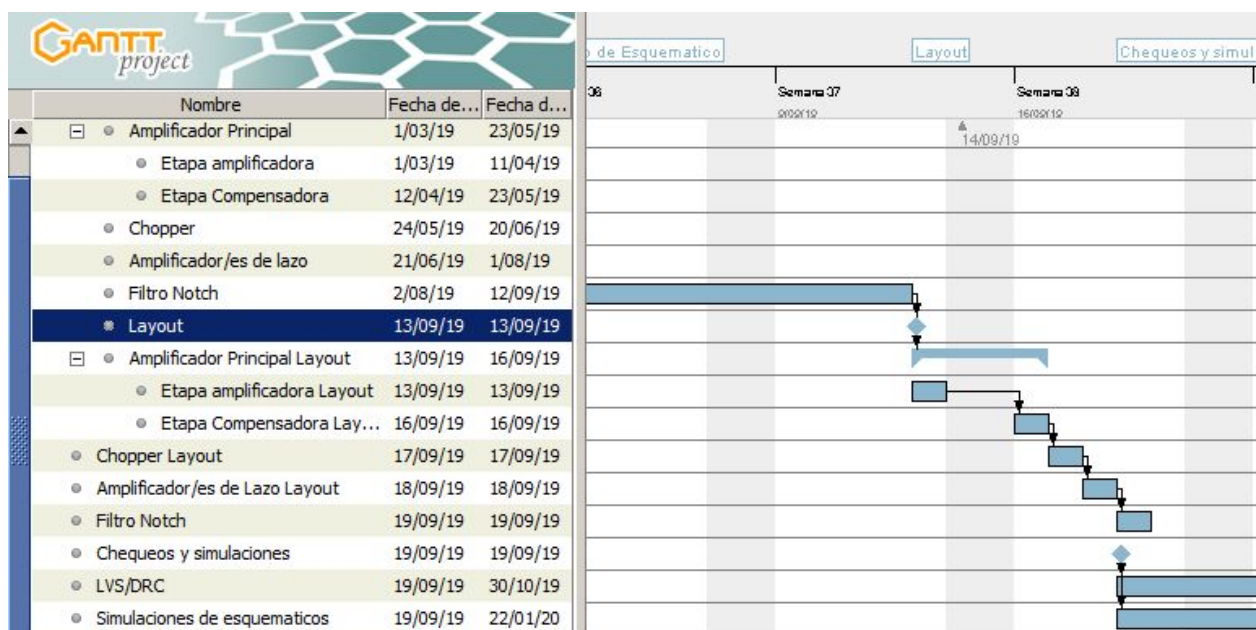 GANTT
project
o de Esquematico
Layout
Chequeos y simul
36
Semana 37
Semana 38
9/09/19
16/09/19
14/09/19
Nombre Fecha de... Fecha d...
Amplificador Principal 1/03/19 23/05/19
Etapa amplificadora 1/03/19 11/04/19
Etapa Compensadora 12/04/19 23/05/19
Chopper 24/05/19 20/06/19
Amplificador/es de lazo 21/06/19 1/08/19
Filtro Notch 2/08/19 12/09/19
Layout 13/09/19 13/09/19
Amplificador Principal Layout 13/09/19 16/09/19
Etapa amplificadora Layout 13/09/19 13/09/19
Etapa Compensadora Lay... 16/09/19 16/09/19
Chopper Layout 17/09/19 17/09/19
Amplificador/es de Lazo Layout 18/09/19 18/09/19
Filtro Notch 19/09/19 19/09/19
Chequeos y simulaciones 19/09/19 19/09/19
LVS/DRC 19/09/19 30/10/19
Simulaciones de esquematicos 19/09/19 22/01/20